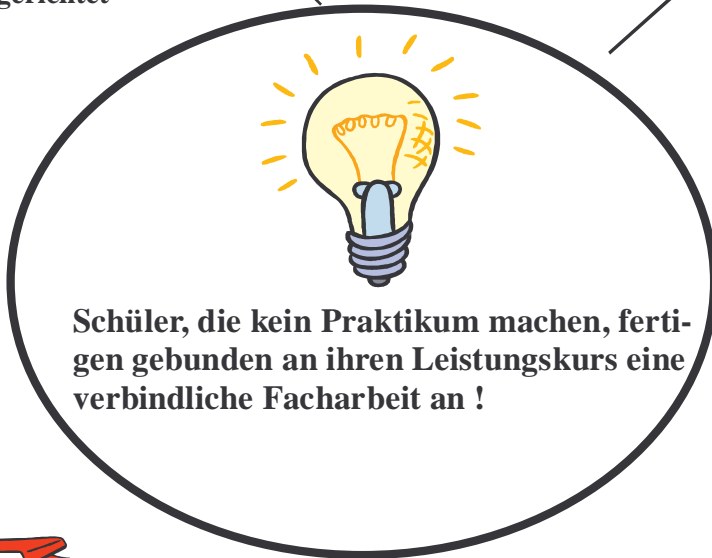 Schüler, die kein Praktikum machen, ferti-
gen gebunden an ihren Leistungskurs eine
verbindliche Facharbeit an !